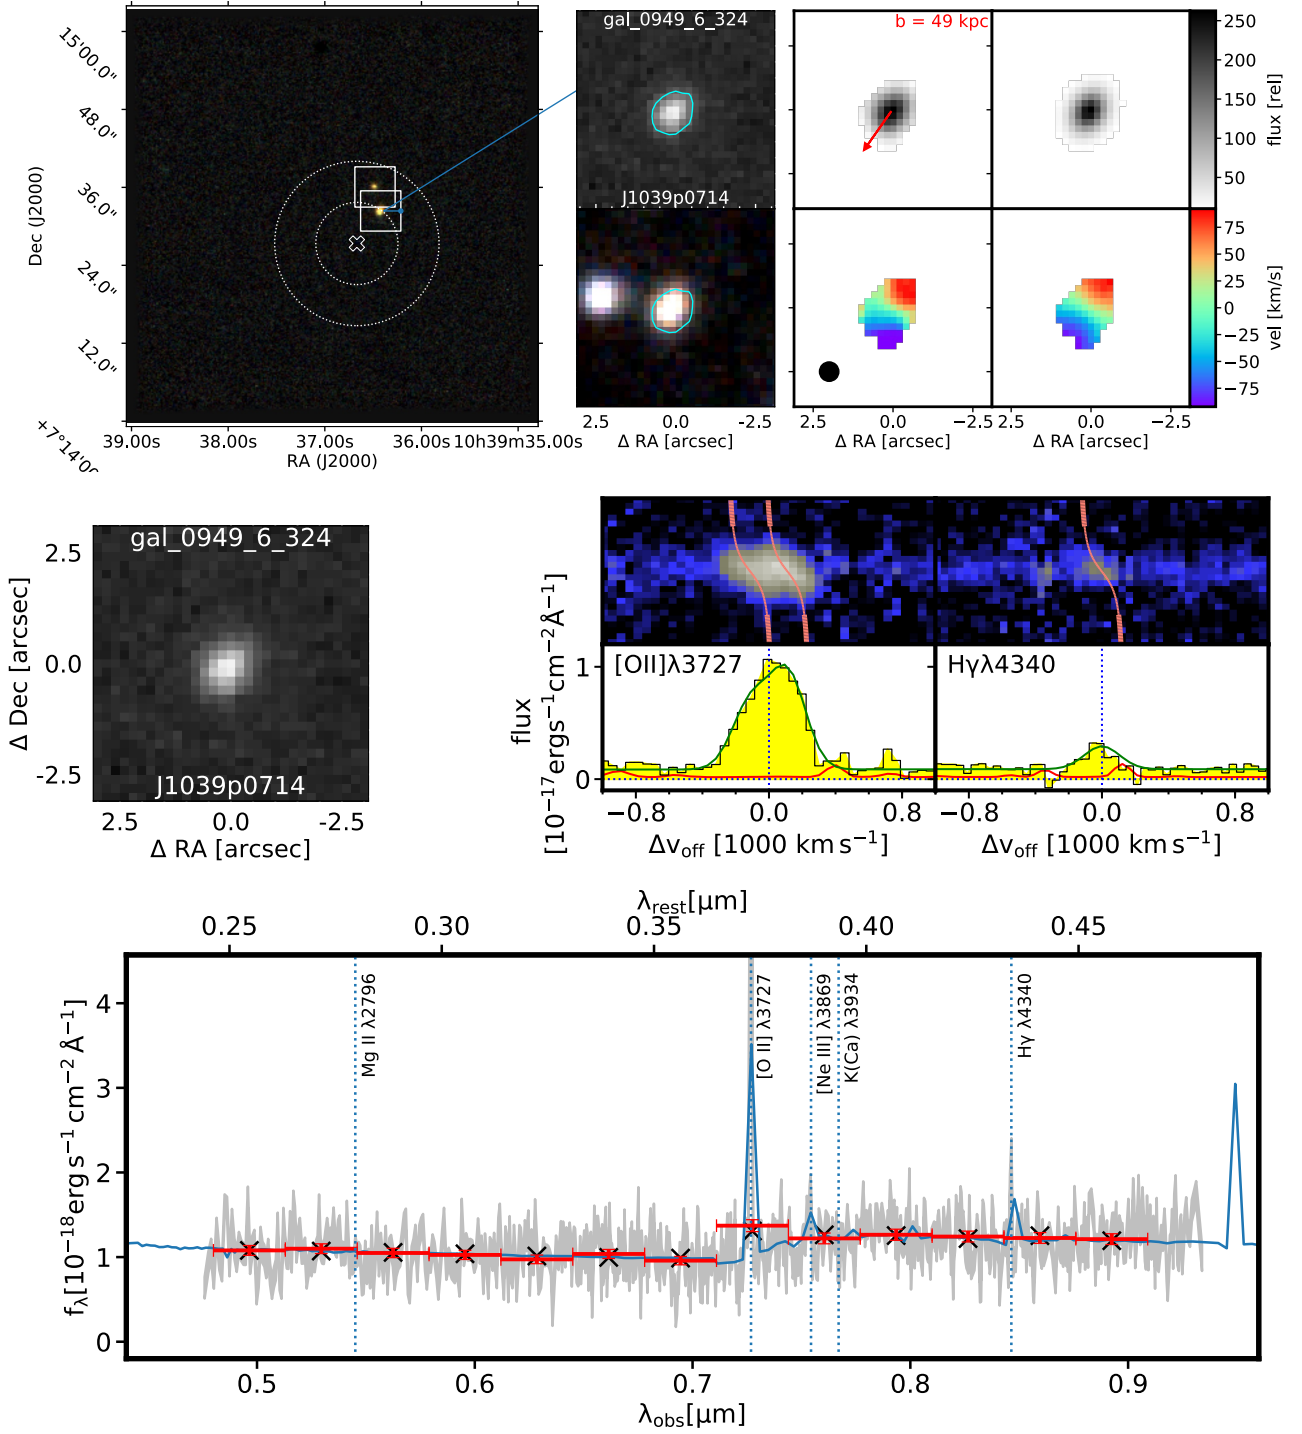 15'00.0"
48.0"
36.0"
24.0"
12.0"
+7°14'00
Dec (J2000)
39.00s 38.00s 37.00s 36.00s 10h39m35.00s
RA (J2000)
gal_0949_6_324
J1039p0714
2.5 0.0 −2.5
Δ RA [arcsec]
b = 49 kpc
2.5 0.0 −2.5
Δ RA [arcsec]
2.5 0.0 −2.5
Δ RA [arcsec]
250
200
150
100
50
flux [rel]
75
50
25
0
−25
−50
−75
vel [km/s]
gal_0949_6_324
J1039p0714
2.5
0.0
-2.5
Δ Dec [arcsec]
2.5 0.0 -2.5
Δ RA [arcsec]
[OII]λ3727
Hγλ4340
1
0
flux
[10⁻¹⁷ergs⁻¹cm⁻²Å⁻¹]
−0.8 0.0 0.8
Δv_off [1000 km s⁻¹]
−0.8 0.0 0.8
Δv_off [1000 km s⁻¹]
λ_rest[μm]
0.25 0.30 0.35 0.40 0.45
Mg II λ2796
[O II] λ3727
[Ne III] λ3869
K(Ca) λ3934
Hγ λ4340
4
3
2
1
0
f_λ[10⁻¹⁸erg s⁻¹ cm⁻² Å⁻¹]
0.5 0.6 0.7 0.8 0.9
λ_obs[μm]